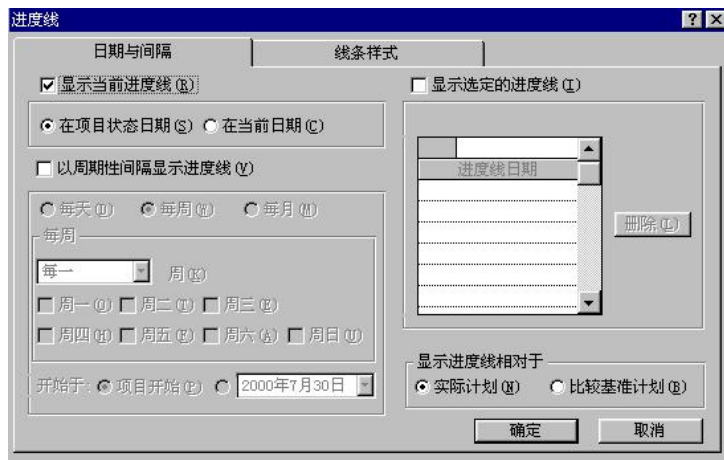 进度线
日期与间隔
线条样式
显示当前进度线(R)
在项目状态日期(S) 在当前日期(C)
以周期性间隔显示进度线(V)
每天(D) 每周(W) 每月(M)
每周
每一 周(K)
周一(O) 周二(T) 周三(E)
周四(H) 周五(F) 周六(A) 周日(U)
开始于: 项目开始(P) 2000年7月30日
显示选定的进度线(I)
进度线日期
删除(L)
显示进度线相对于
实际计划(N) 比较基准计划(B)
确定 取消